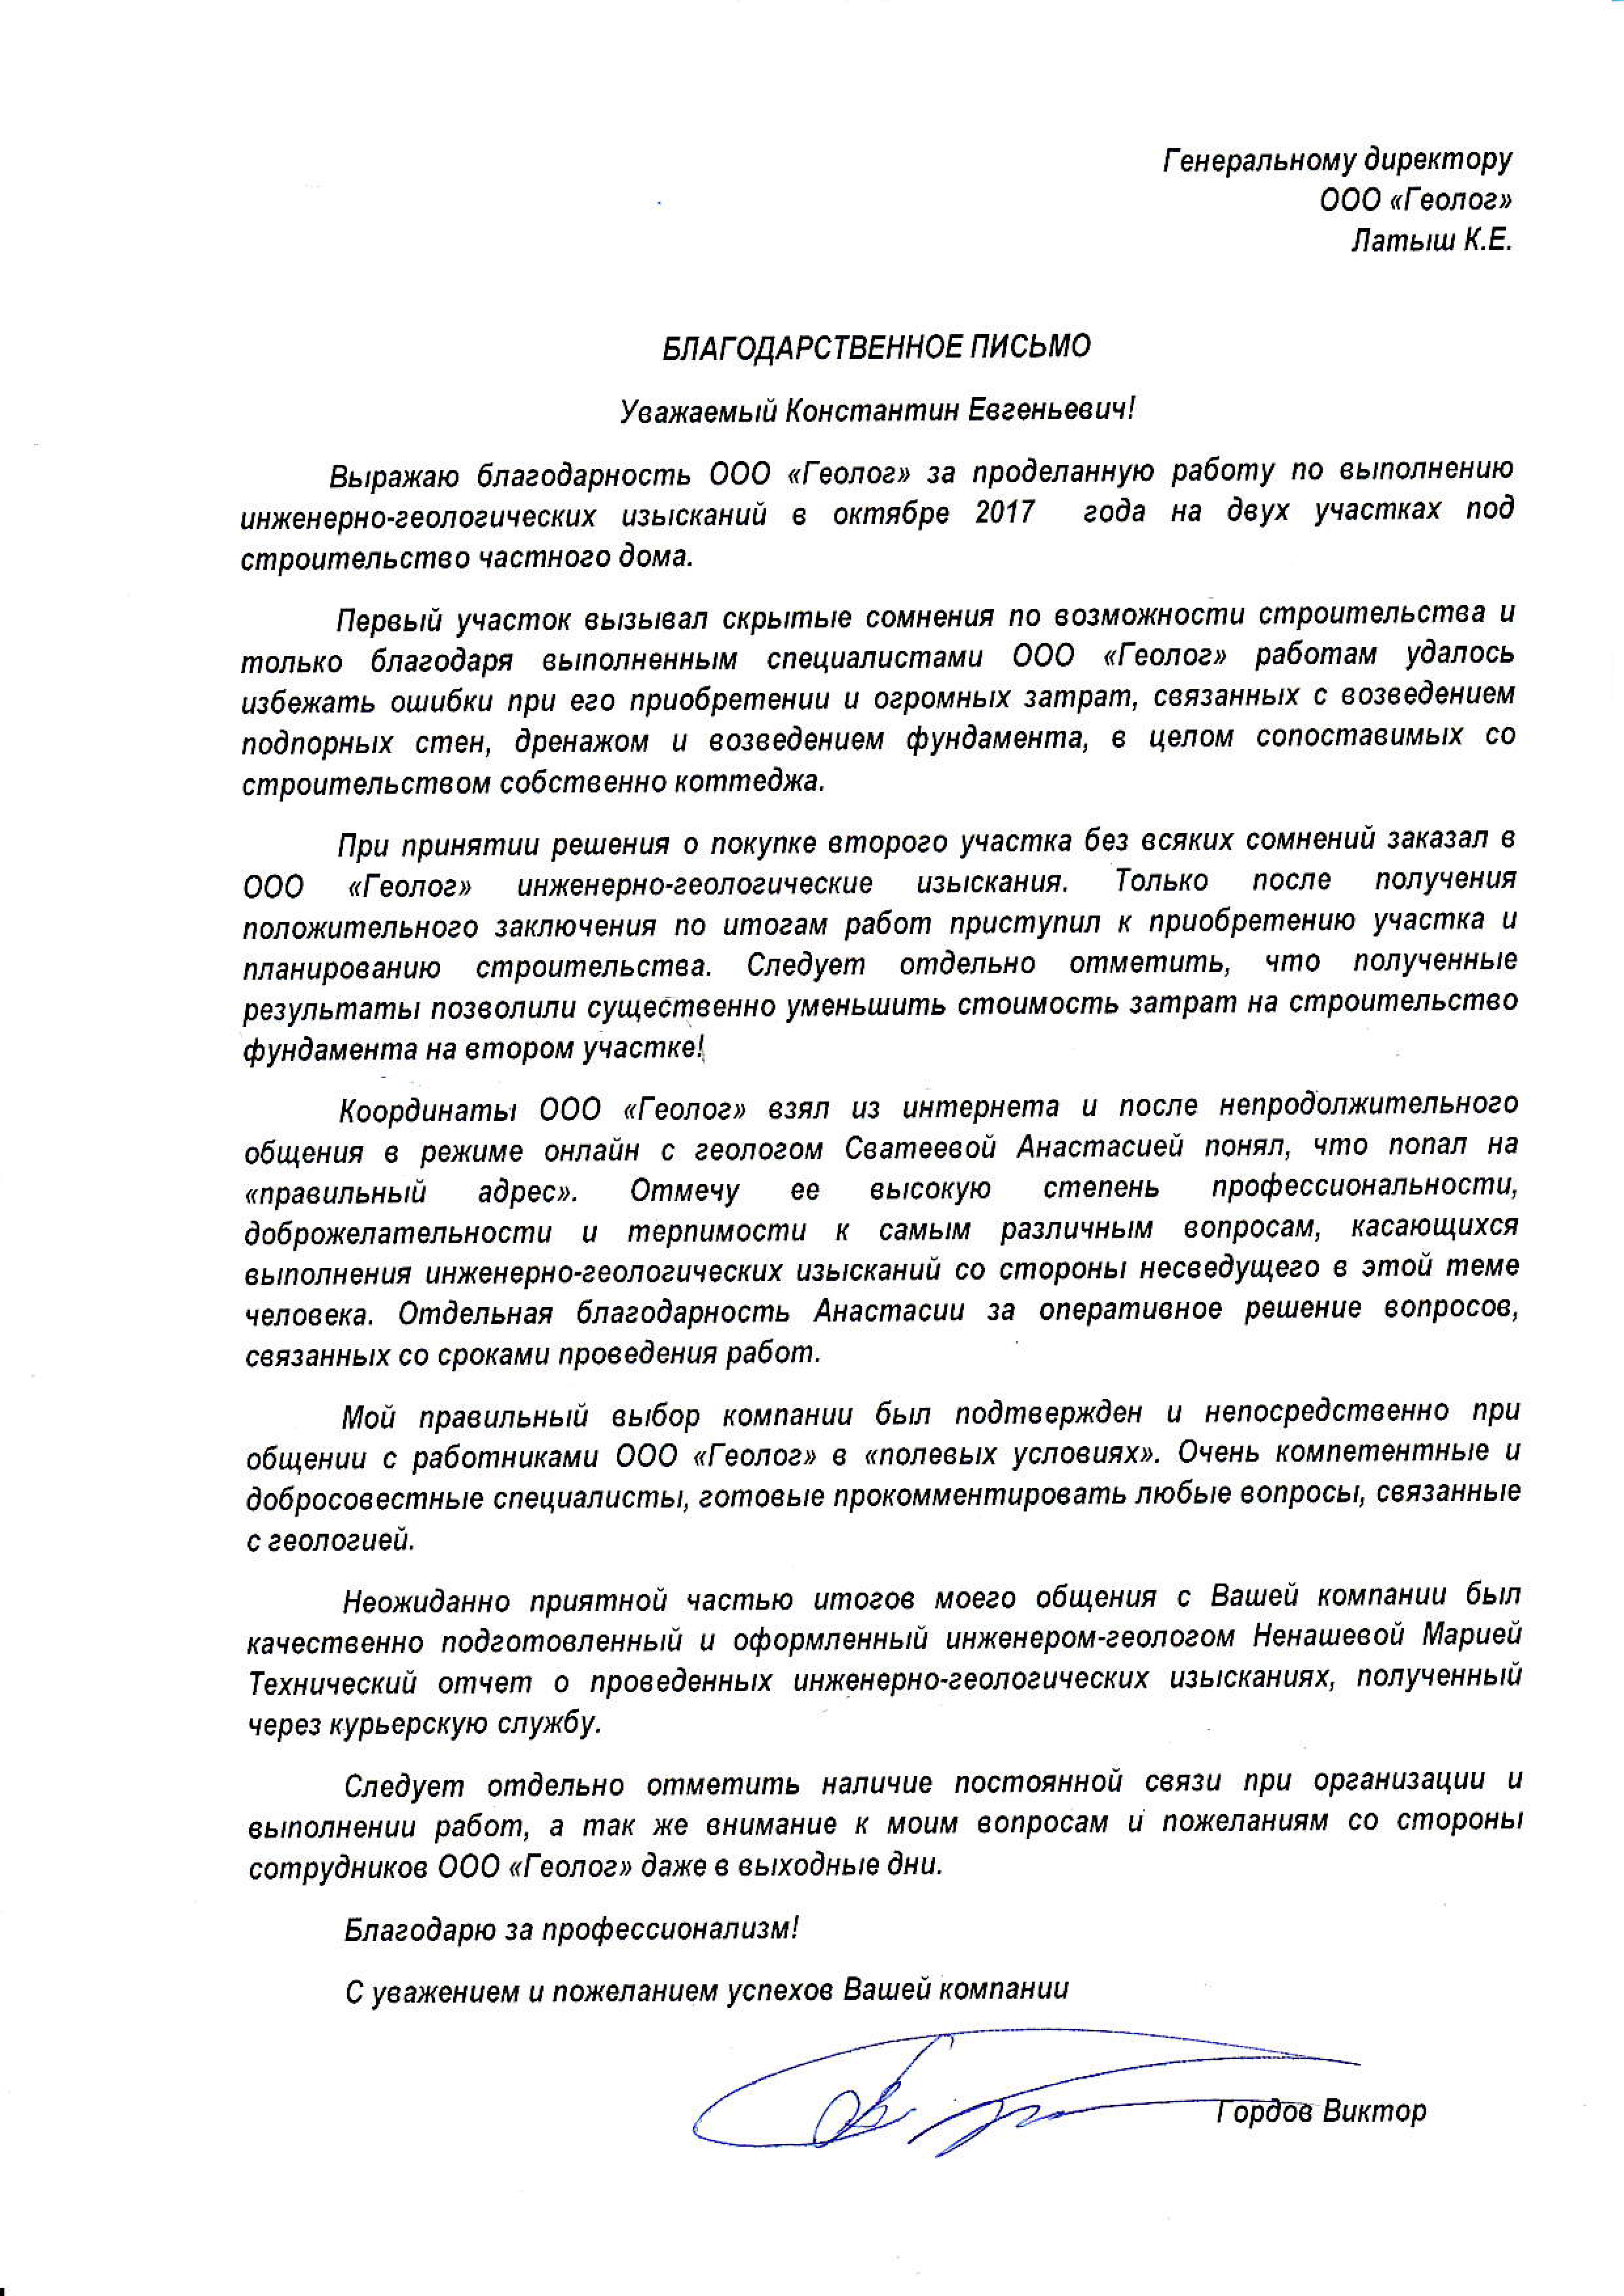 Генеральному директору
ООО «Геолог»
Латыш К.Е.
БЛАГОДАРСТВЕННОЕ ПИСЬМО
Уважаемый Константин Евгеньевич!
Выражаю благодарность ООО «Геолог» за проделанную работу по выполнению
инженерно-геологических изысканий в октябре 2017 года на двух участках под
строительство частного дома.
Первый участок вызывал скрытые сомнения по возможности строительства и
только благодаря выполненным специалистами ООО «Геолог» работам удалось
избежать ошибки при его приобретении и огромных затрат, связанных с возведением
подпорных стен, дренажом и возведением фундамента, в целом сопоставимых со
строительством собственно коттеджа.
При принятии решения о покупке второго участка без всяких сомнений заказал в
ООО «Геолог» инженерно-геологические изыскания. Только после получения
положительного заключения по итогам работ приступил к приобретению участка и
планированию строительства. Следует отдельно отметить, что полученные
результаты позволили существенно уменьшить стоимость затрат на строительство
фундамента на втором участке!
Координаты ООО «Геолог» взял из интернета и после непродолжительного
общения в режиме онлайн с геологом Сватеевой Анастасией понял, что попал на
«правильный адрес». Отмечу ее высокую степень профессиональности,
доброжелательности и терпимости к самым различным вопросам, касающихся
выполнения инженерно-геологических изысканий со стороны несведущего в этой теме
человека. Отдельная благодарность Анастасии за оперативное решение вопросов,
связанных со сроками проведения работ.
Мой правильный выбор компании был подтвержден и непосредственно при
общении с работниками ООО «Геолог» в «полевых условиях». Очень компетентные и
добросовестные специалисты, готовые прокомментировать любые вопросы, связанные
с геологией.
Неожиданно приятной частью итогов моего общения с Вашей компании был
качественно подготовленный и оформленный инженером-геологом Ненашевой Марией
Технический отчет о проведенных инженерно-геологических изысканиях, полученный
через курьерскую службу.
Следует отдельно отметить наличие постоянной связи при организации и
выполнении работ, а так же внимание к моим вопросам и пожеланиям со стороны
сотрудников ООО «Геолог» даже в выходные дни.
Благодарю за профессионализм!
С уважением и пожеланием успехов Вашей компании
Гордов Виктор